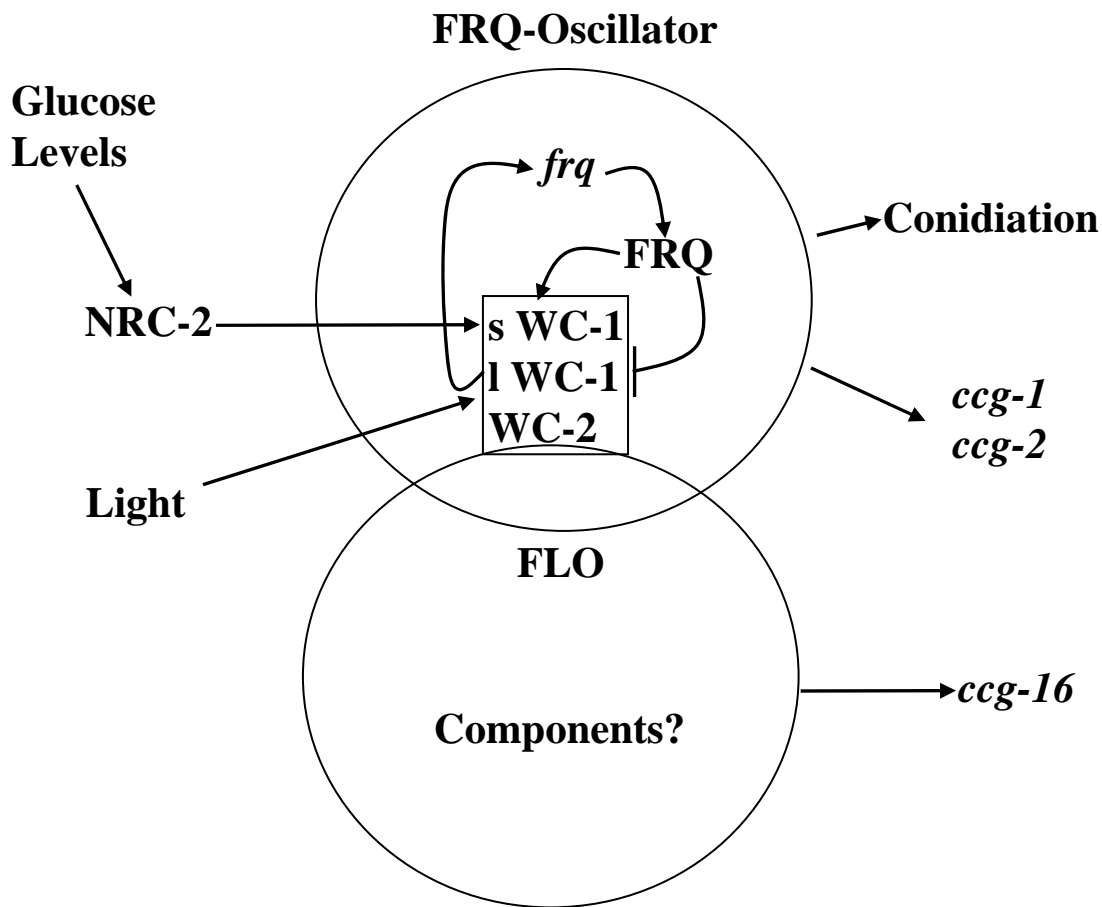 FRQ-Oscillator
Glucose
Levels
frq
Conidiation
FRQ
NRC-2
s WC-1
l WC-1
WC-2
ccg-1
ccg-2
Light
FLO
ccg-16
Components?